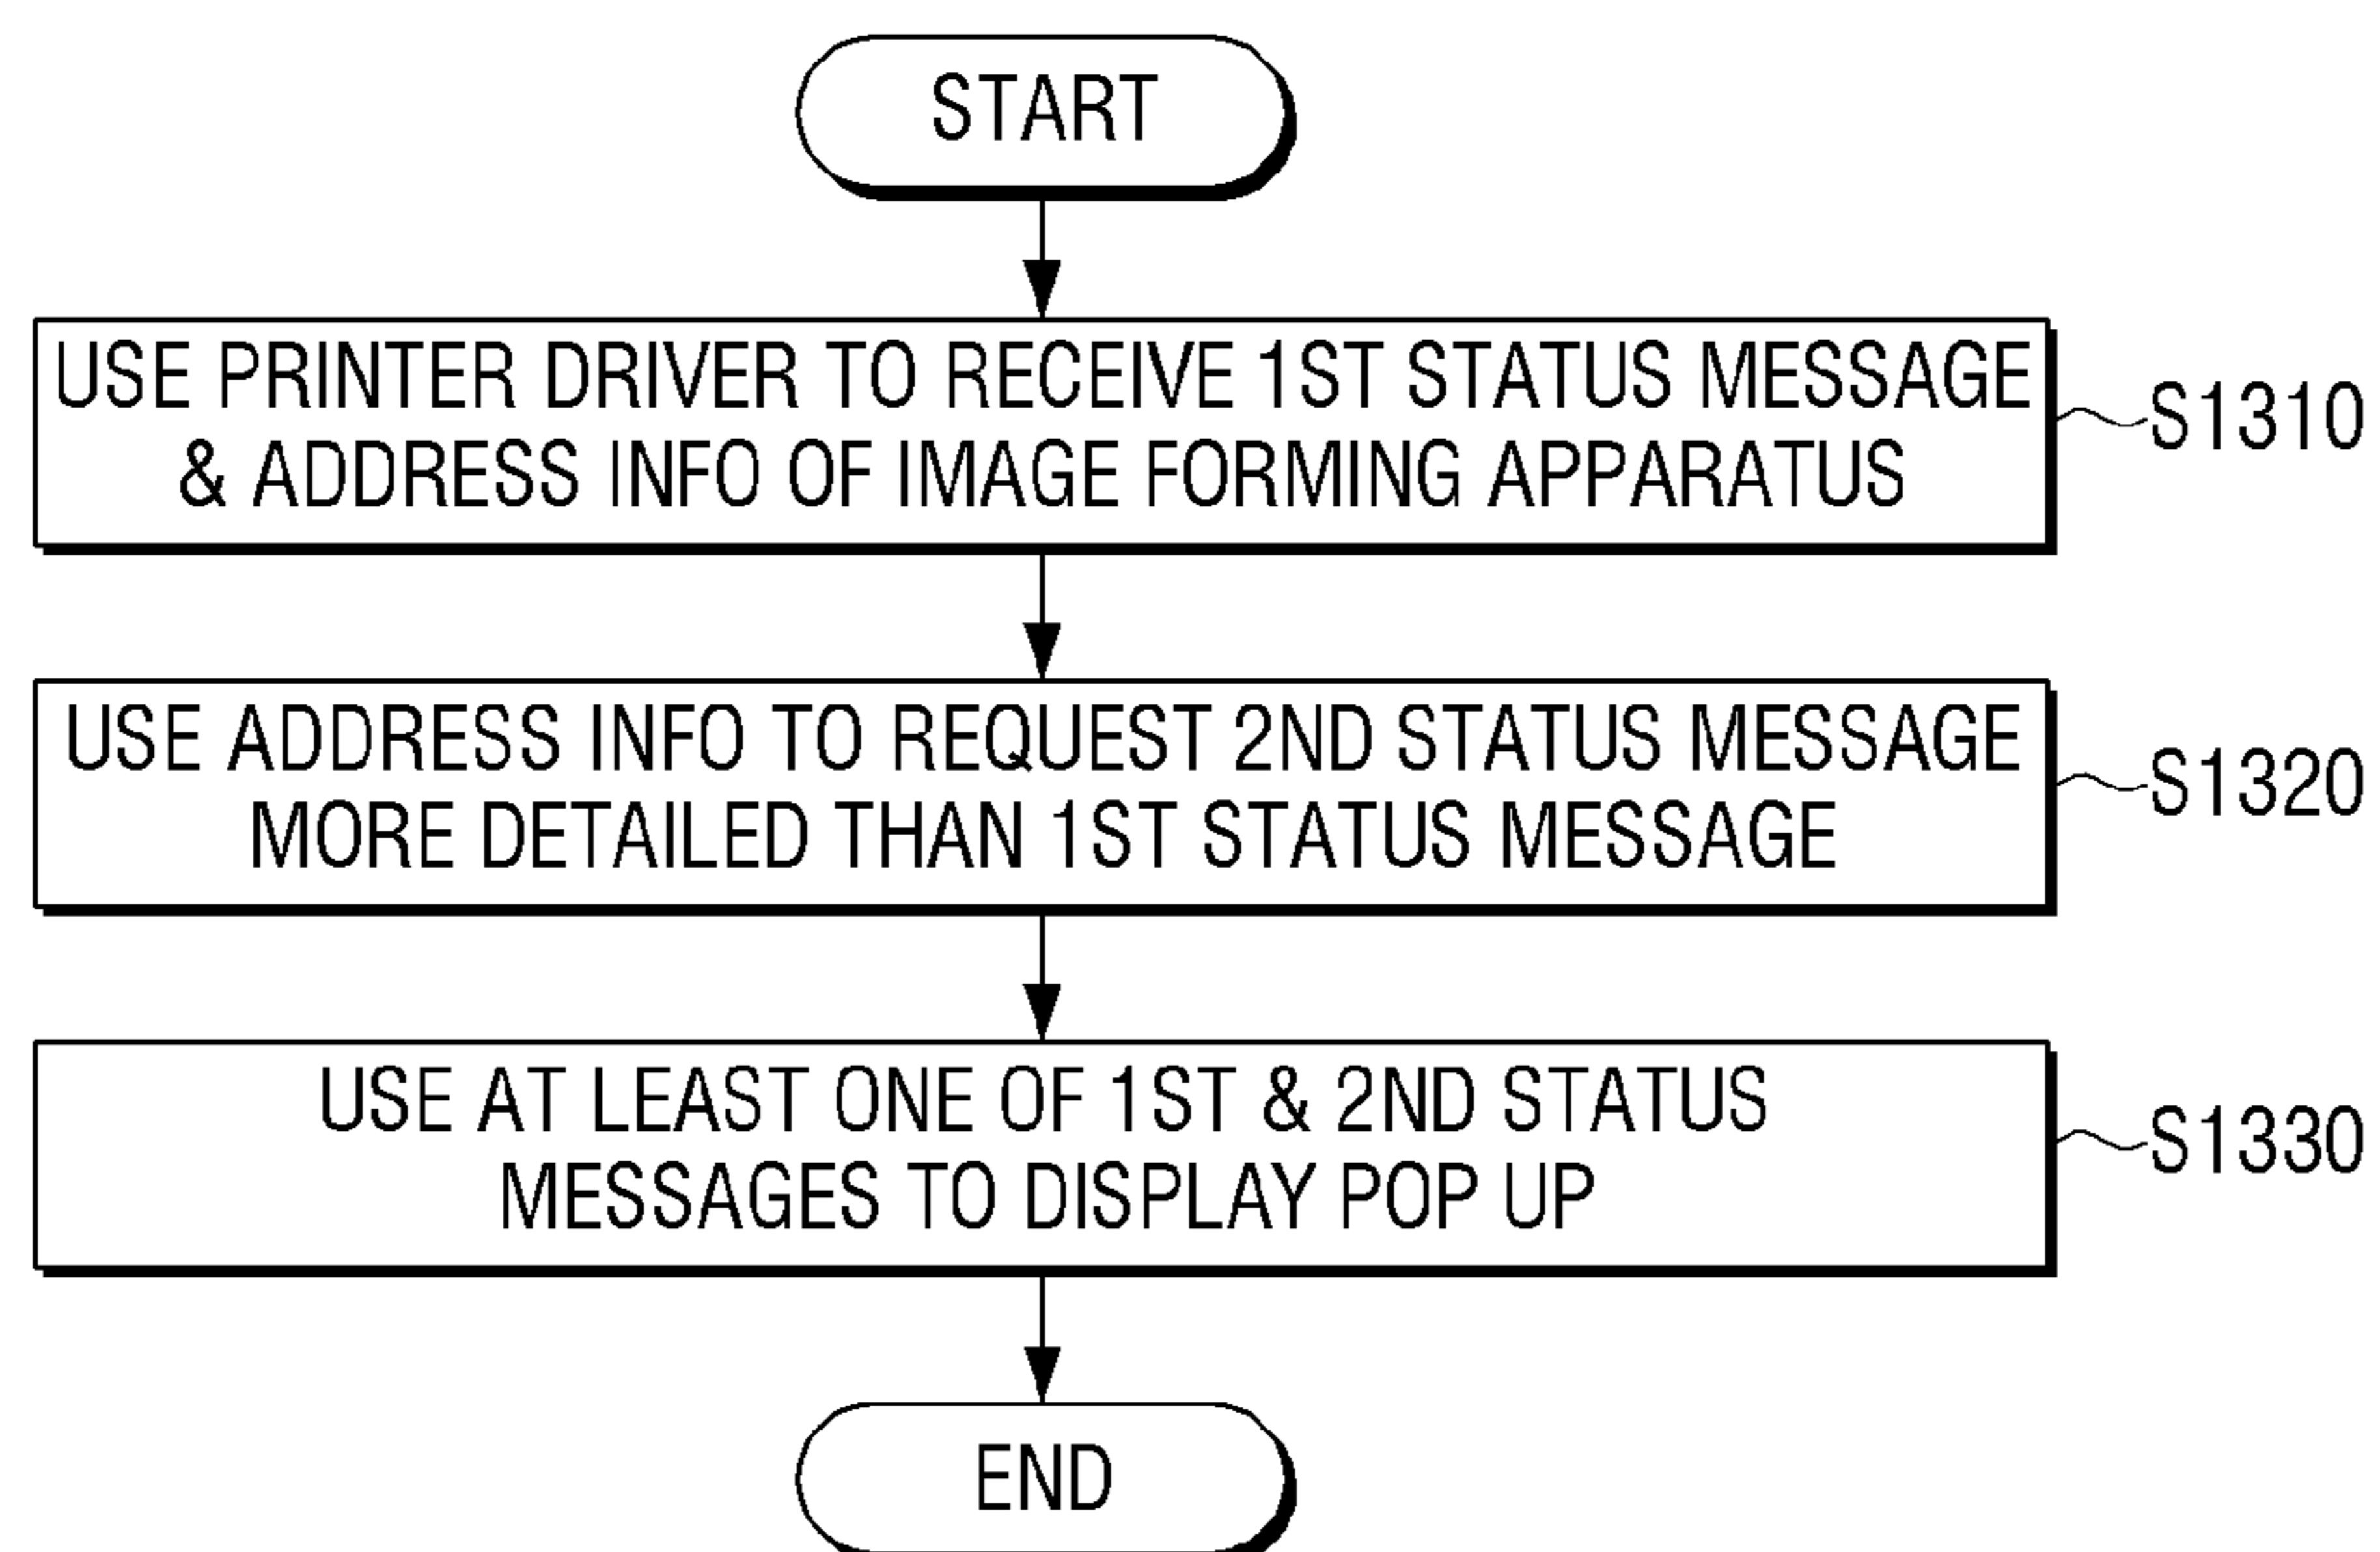 START
USE PRINTER DRIVER TO RECEIVE 1ST STATUS MESSAGE
& ADDRESS INFO OF IMAGE FORMING APPARATUS
S1310
USE ADDRESS INFO TO REQUEST 2ND STATUS MESSAGE
MORE DETAILED THAN 1ST STATUS MESSAGE
S1320
USE AT LEAST ONE OF 1ST & 2ND STATUS
MESSAGES TO DISPLAY POP UP
S1330
END